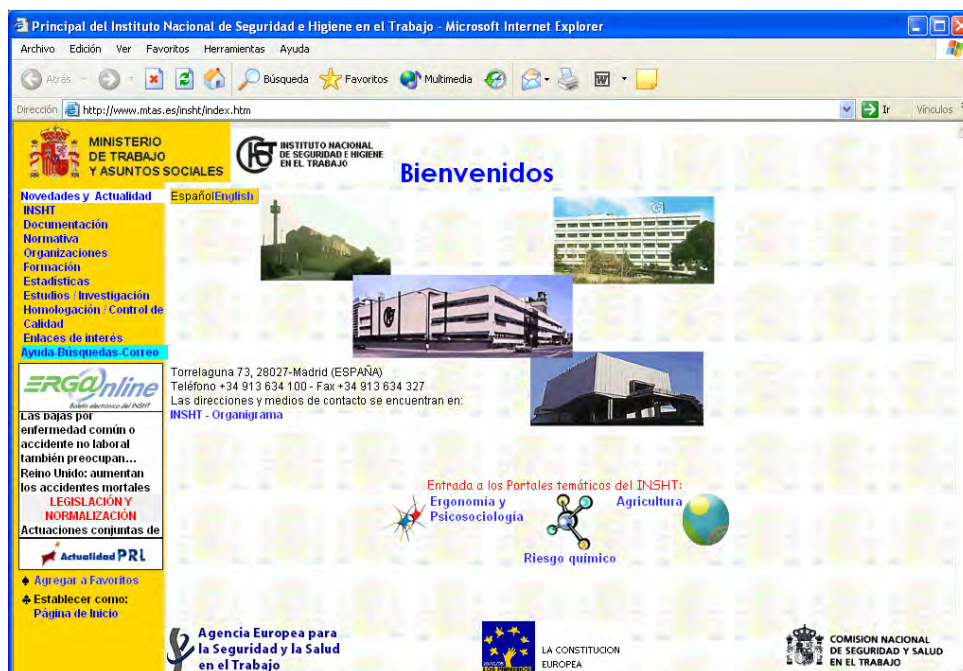 Principal del Instituto Nacional de Seguridad e Higiene en el Trabajo - Microsoft Internet Explorer
Archivo Edición Ver Favoritos Herramientas Ayuda
Atrás Búsqueda Favoritos Multimedia
Dirección http://www.mtas.es/insht/index.htm Ir Vínculos
MINISTERIO
DE TRABAJO
Y ASUNTOS SOCIALES
INSTITUTO NACIONAL
DE SEGURIDAD E HIGIENE
EN EL TRABAJO
Bienvenidos
Novedades y Actualidad
INSHT
Documentación
Normativa
Organizaciones
Formación
Estadísticas
Estudios / Investigación
Homologación / Control de
Calidad
Enlaces de interés
Ayuda-Búsquedas-Correo
EspañolEnglish
Torrelaguna 73, 28027-Madrid (ESPAÑA)
Teléfono +34 913 634 100 - Fax +34 913 634 327
Las direcciones y medios de contacto se encuentran en:
INSHT - Organigrama
ERG@nline
Boletín electrónico del INSHT
Las bajas por
enfermedad común o
accidente no laboral
también preocupan...
Reino Unido: aumentan
los accidentes mortales
LEGISLACIÓN Y
NORMALIZACIÓN
Actuaciones conjuntas de
Actualidad PRL
Agregar a Favoritos
Establecer como:
Página de Inicio
Entrada a los Portales temáticos del INSHT:
Ergonomía y
Psicosociología
Agricultura
Riesgo químico
Agencia Europea para
la Seguridad y la Salud
en el Trabajo
LA CONSTITUCION
EUROPEA
COMISION NACIONAL
DE SEGURIDAD Y SALUD
EN EL TRABAJO